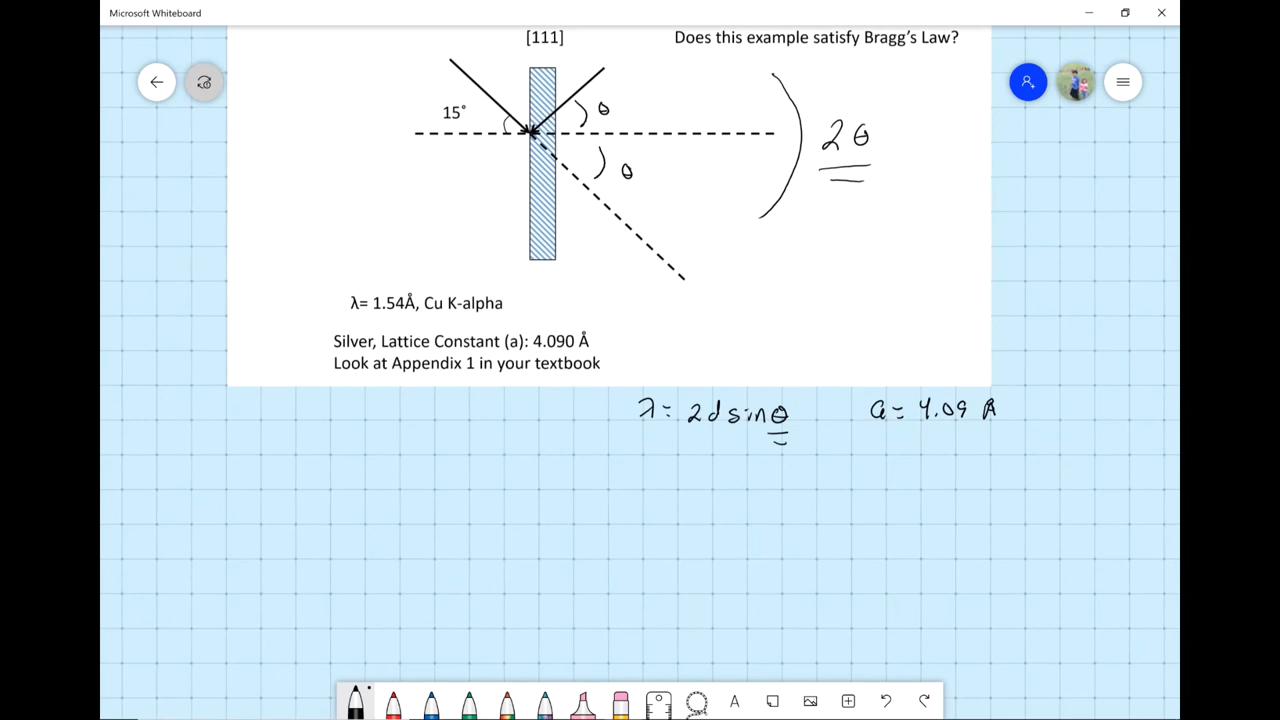 Microsoft Whiteboard
[111]
Does this example satisfy Bragg's Law?
15°
θ
θ
2θ
λ= 1.54Å, Cu K-alpha
Silver, Lattice Constant (a): 4.090 Å
Look at Appendix 1 in your textbook
λ = 2d sinθ
a = 4.09 Å
A